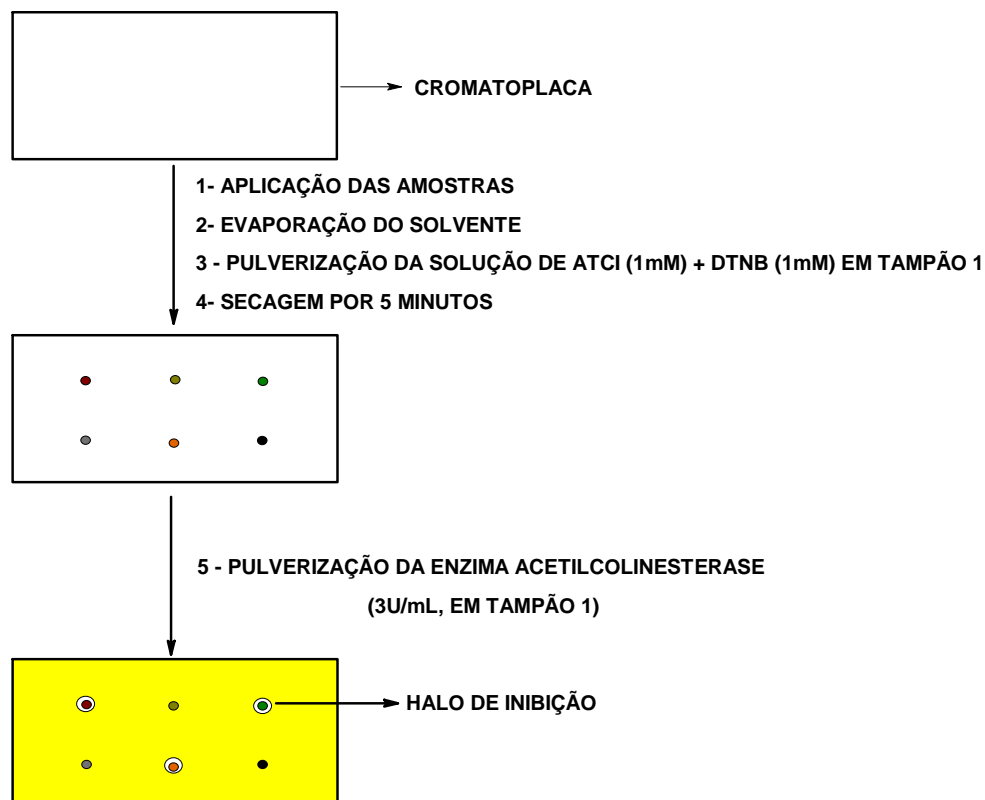 CROMATOPLACA
1- APLICAÇÃO DAS AMOSTRAS
2- EVAPORAÇÃO DO SOLVENTE
3 - PULVERIZAÇÃO DA SOLUÇÃO DE ATCI (1mM) + DTNB (1mM) EM TAMPÃO 1
4- SECAGEM POR 5 MINUTOS
5 - PULVERIZAÇÃO DA ENZIMA ACETILCOLINESTERASE
(3U/mL, EM TAMPÃO 1)
HALO DE INIBIÇÃO